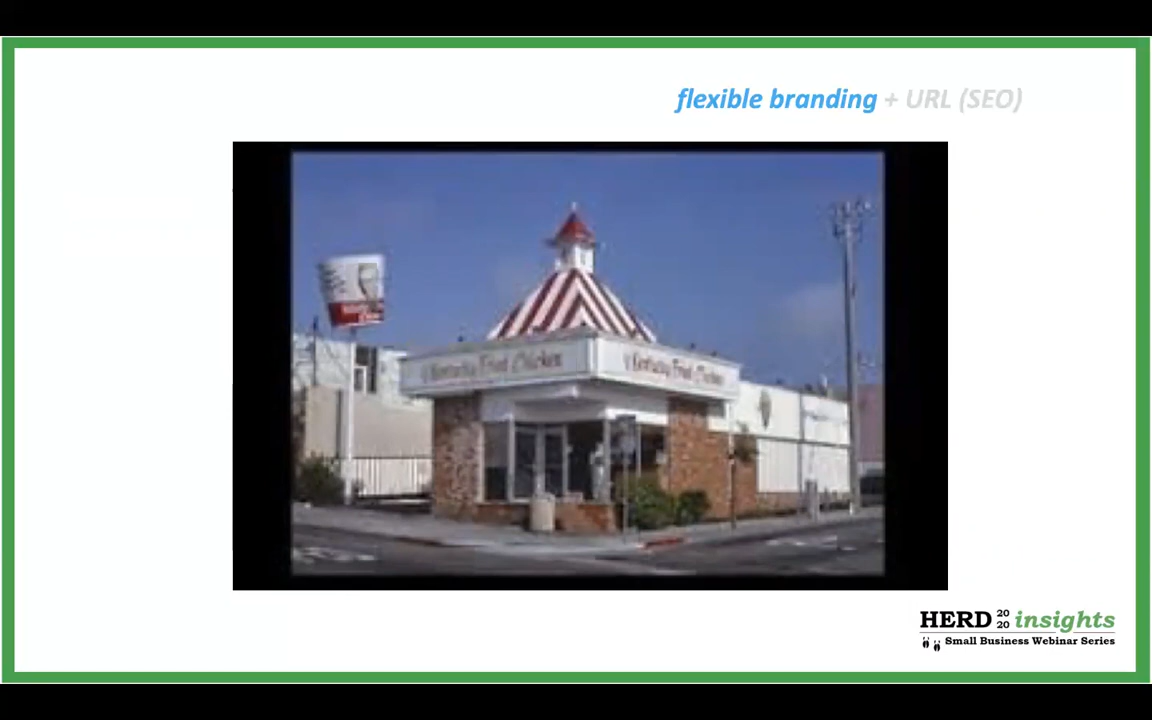 flexible branding + URL (SEO)
Kentucky Fried Chicken
Kentucky Fried Chicken
HERD 20 20 insights
Small Business Webinar Series